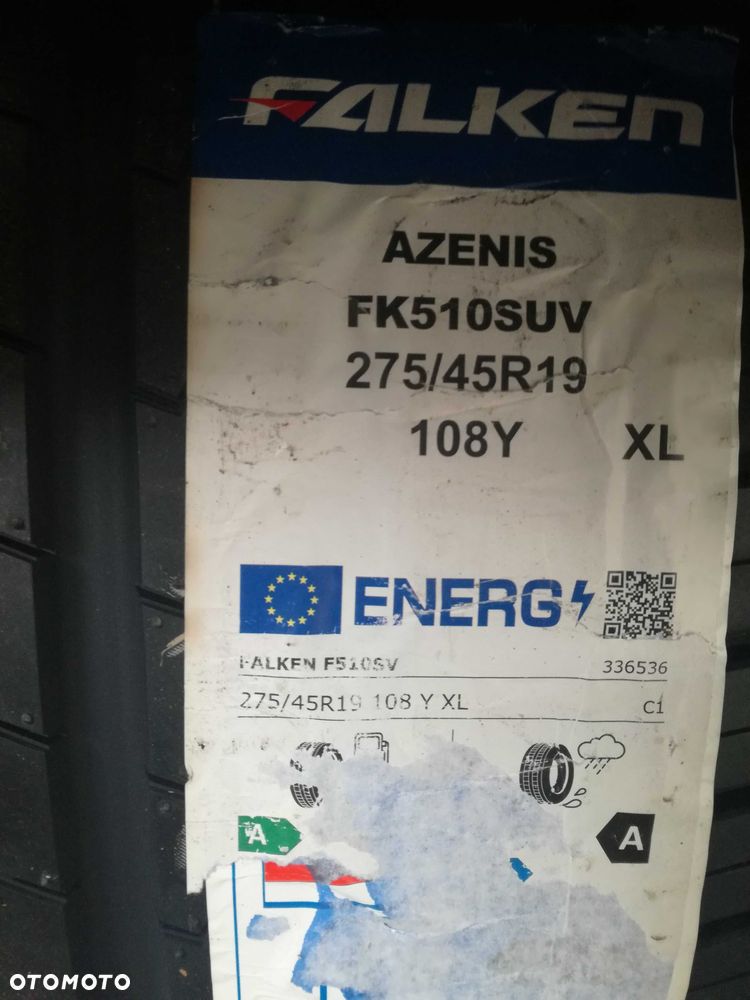 FALKEN
AZENIS
FK510SUV
275/45R19
108Y XL
ENERG
FALKEN F510SV 336536
275/45R19 108 Y XL C1
A A
OTOMOTO